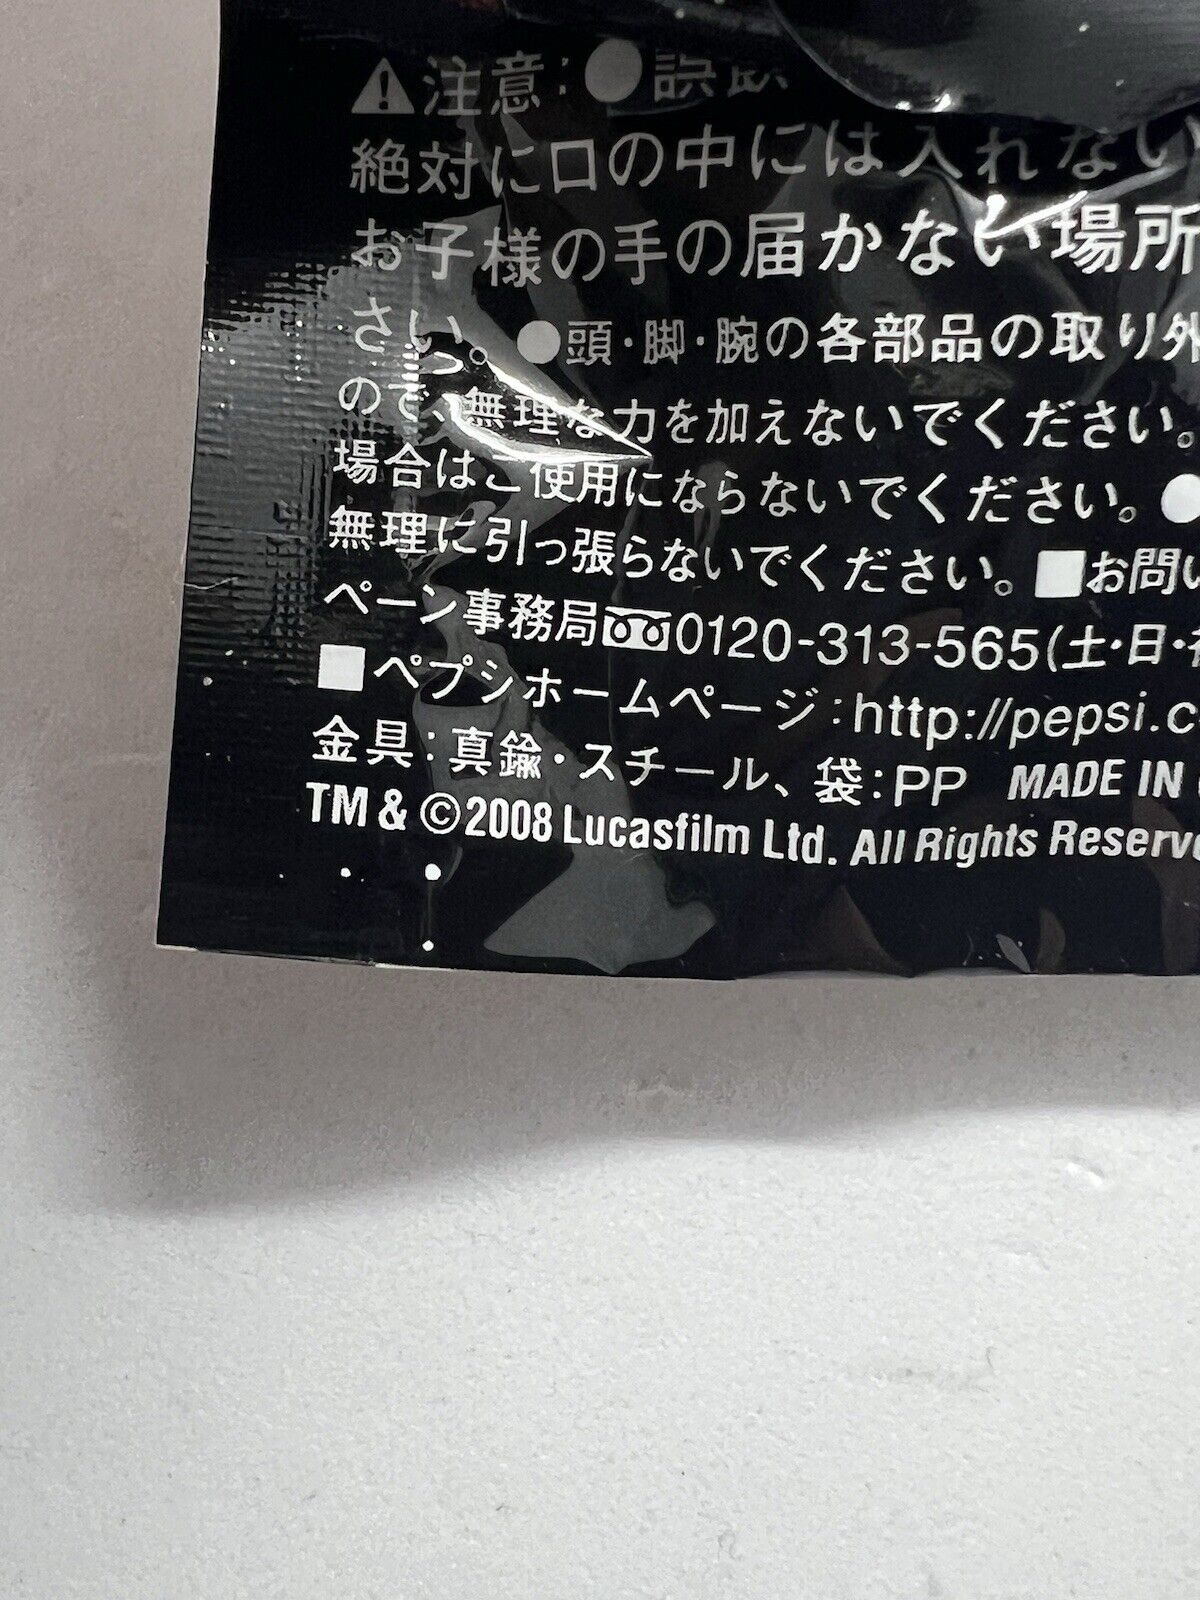 注意:●誤飲
絶対に口の中には入れない
お子様の手の届かない場所
さい。●頭・脚・腕の各部品の取り外
ので、無理な力を加えないでください。
場合はご使用にならないでください。●
無理に引っ張らないでください。■お問い
ペーン事務局0120-313-565(土・日・
■ペプシホームページ:http://pepsi.c
金具:真鍮・スチール、袋:PP MADE IN
TM & ©2008 Lucasfilm Ltd. All Rights Reserve